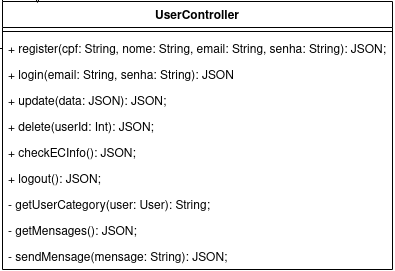 UserController
+ register(cpf: String, nome: String, email: String, senha: String): JSON;
+ login(email: String, senha: String): JSON
+ update(data: JSON): JSON;
+ delete(userId: Int): JSON;
+ checkECInfo(): JSON;
+ logout(): JSON;
- getUserCategory(user: User): String;
- getMensages(): JSON;
- sendMensage(mensage: String): JSON;